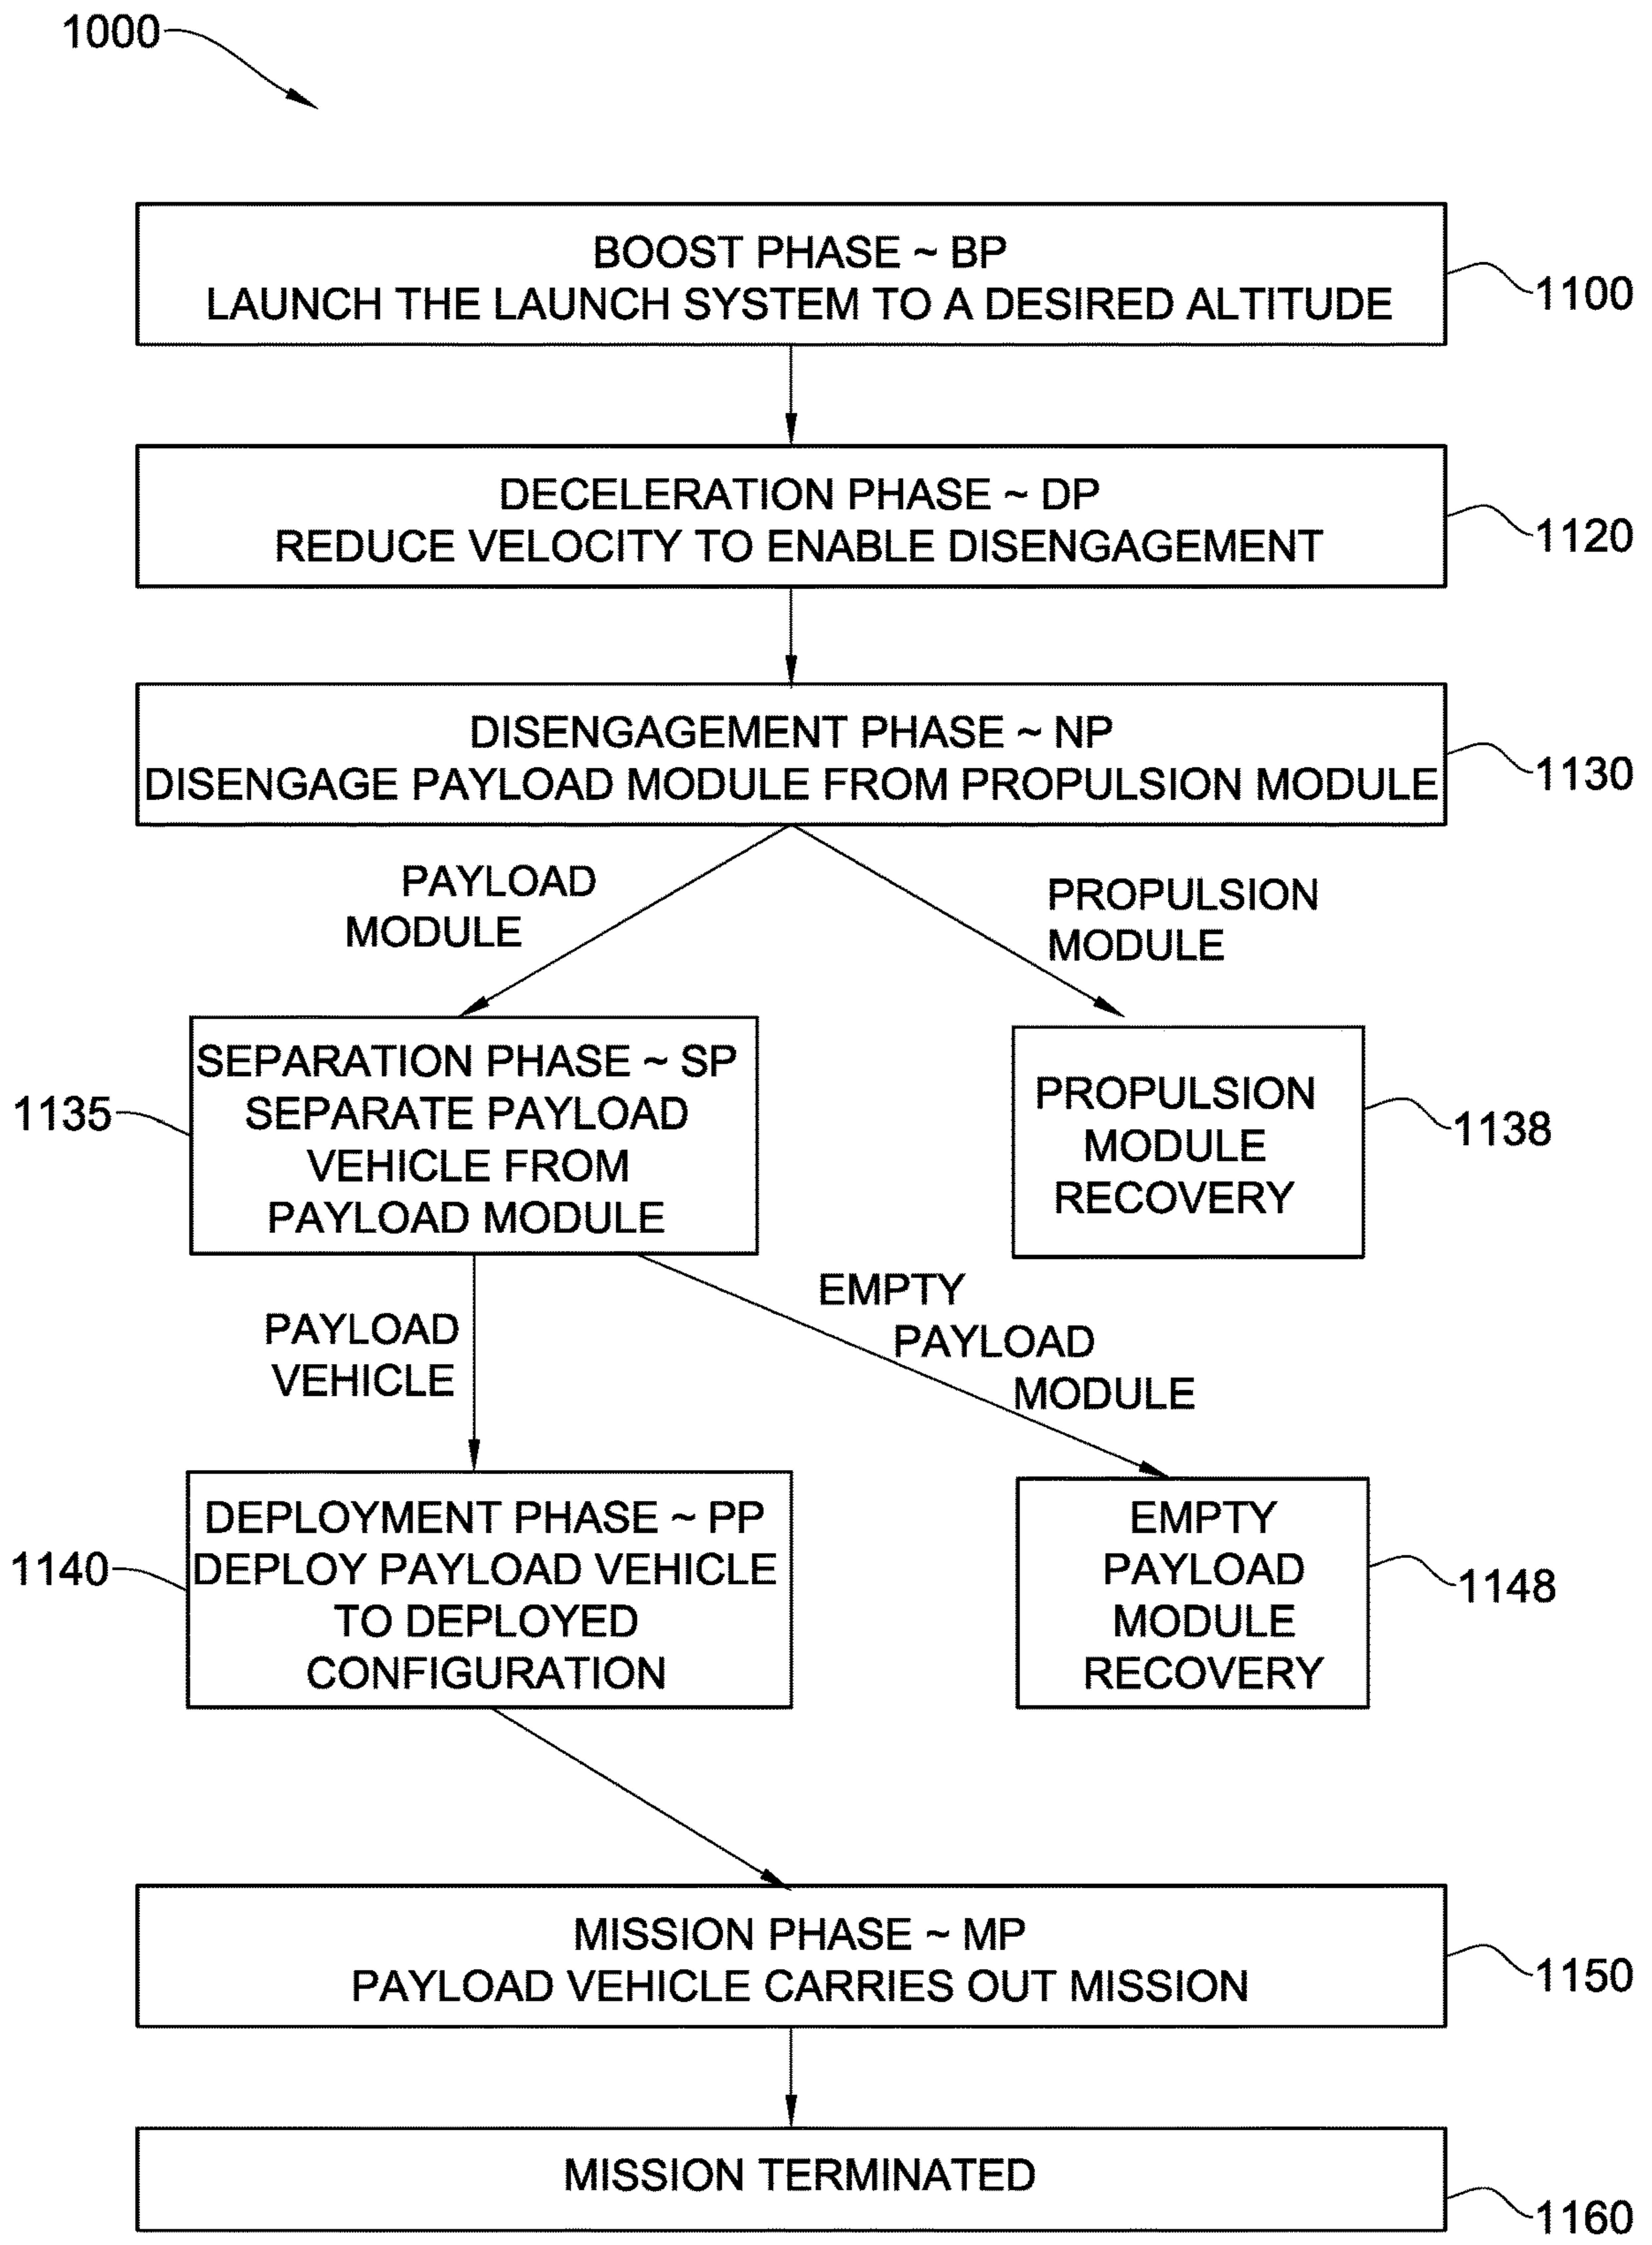 1000
BOOST PHASE ~ BP
LAUNCH THE LAUNCH SYSTEM TO A DESIRED ALTITUDE
1100
DECELERATION PHASE ~ DP
REDUCE VELOCITY TO ENABLE DISENGAGEMENT
1120
DISENGAGEMENT PHASE ~ NP
DISENGAGE PAYLOAD MODULE FROM PROPULSION MODULE
1130
PAYLOAD
MODULE
PROPULSION
MODULE
SEPARATION PHASE ~ SP
SEPARATE PAYLOAD
VEHICLE FROM
PAYLOAD MODULE
1135
PROPULSION
MODULE
RECOVERY
1138
PAYLOAD
VEHICLE
EMPTY
PAYLOAD
MODULE
DEPLOYMENT PHASE ~ PP
DEPLOY PAYLOAD VEHICLE
TO DEPLOYED
CONFIGURATION
1140
EMPTY
PAYLOAD
MODULE
RECOVERY
1148
MISSION PHASE ~ MP
PAYLOAD VEHICLE CARRIES OUT MISSION
1150
MISSION TERMINATED
1160